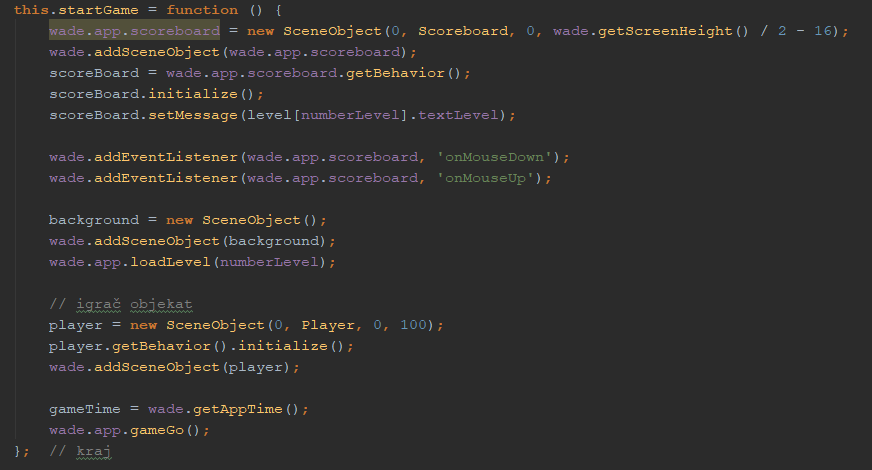 this.startGame = function () {
wade.app.scoreboard = new SceneObject(0, Scoreboard, 0, wade.getScreenHeight() / 2 - 16);
wade.addSceneObject(wade.app.scoreboard);
scoreBoard = wade.app.scoreboard.getBehavior();
scoreBoard.initialize();
scoreBoard.setMessage(level[numberLevel].textLevel);
wade.addEventListener(wade.app.scoreboard, 'onMouseDown');
wade.addEventListener(wade.app.scoreboard, 'onMouseUp');
background = new SceneObject();
wade.addSceneObject(background);
wade.app.loadLevel(numberLevel);
// igrač objekat
player = new SceneObject(0, Player, 0, 100);
player.getBehavior().initialize();
wade.addSceneObject(player);
gameTime = wade.getAppTime();
wade.app.gameGo();
}; // kraj